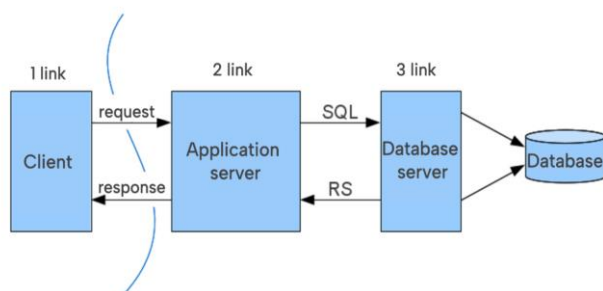 1 link
2 link
3 link
request
SQL
Client
Application
server
Database
server
Database
response
RS